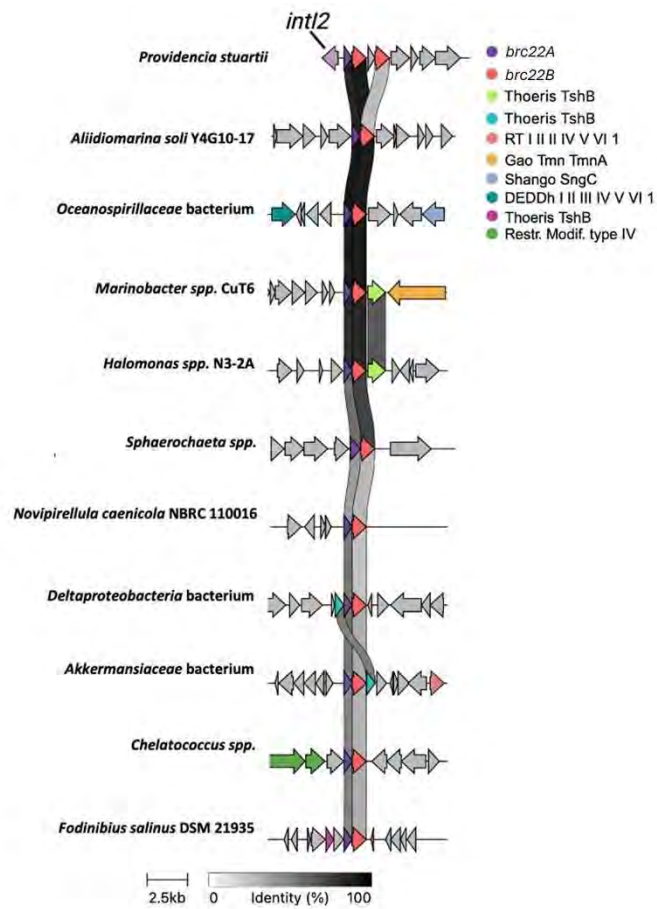 intI2
Providencia stuartii
Aliidiomarina soli Y4G10-17
Oceanospirillaceae bacterium
Marinobacter spp. CuT6
Halomonas spp. N3-2A
Sphaerochaeta spp.
Novipirellula caenicola NBRC 110016
Deltaproteobacteria bacterium
Akkermansiaceae bacterium
Chelatococcus spp.
Fodinibius salinus DSM 21935
brc22A
brc22B
Thoeris TshB
Thoeris TshB
RT I II II IV V VI 1
Gao Tmn TmnA
Shango SngC
DEDDh I II III IV V VI 1
Thoeris TshB
Restr. Modif. type IV
2.5kb
0 Identity (%) 100